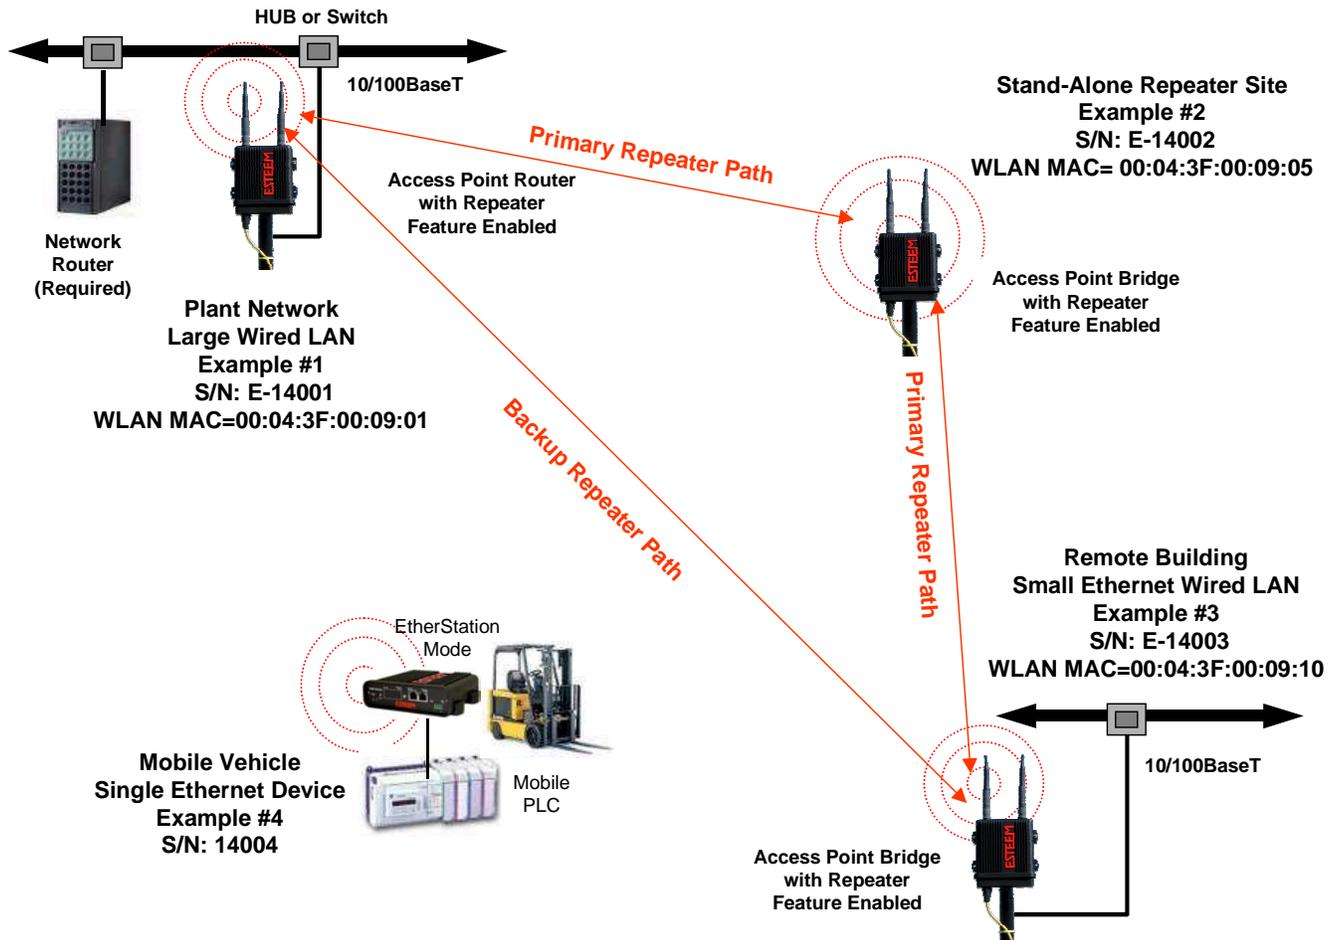 HUB or Switch
10/100BaseT
ESTEEM
Network
Router
(Required)
Access Point Router
with Repeater
Feature Enabled
Plant Network
Large Wired LAN
Example #1
S/N: E-14001
WLAN MAC=00:04:3F:00:09:01
Primary Repeater Path
Stand-Alone Repeater Site
Example #2
S/N: E-14002
WLAN MAC= 00:04:3F:00:09:05
ESTEEM
Access Point Bridge
with Repeater
Feature Enabled
Primary Repeater Path
Backup Repeater Path
Remote Building
Small Ethernet Wired LAN
Example #3
S/N: E-14003
WLAN MAC=00:04:3F:00:09:10
10/100BaseT
ESTEEM
Access Point Bridge
with Repeater
Feature Enabled
EtherStation
Mode
ESTEEM
Mobile
PLC
Mobile Vehicle
Single Ethernet Device
Example #4
S/N: 14004